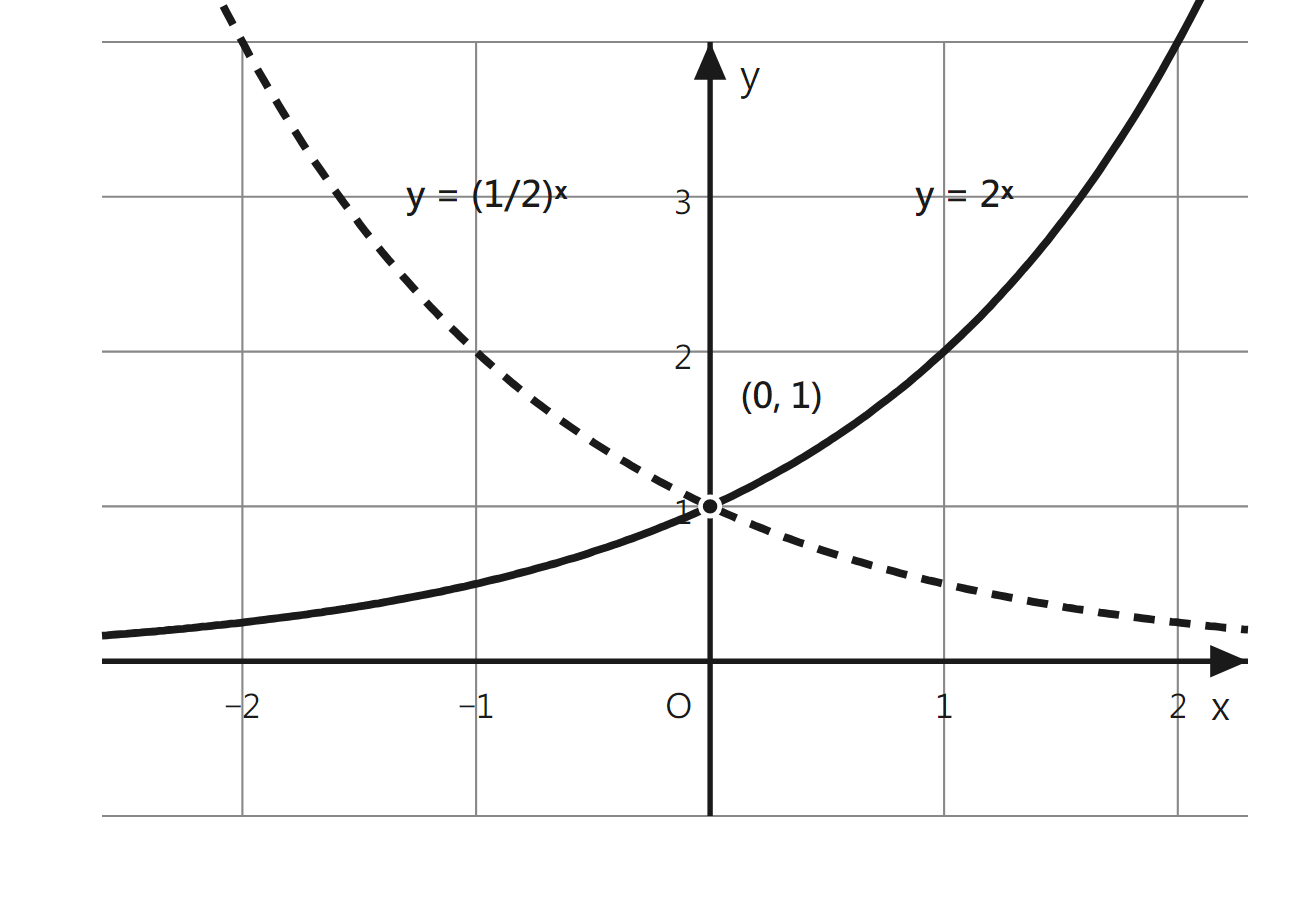 y
y = (1/2)ˣ
3
y = 2ˣ
2
(0, 1)
1
−2
−1
O
1
2
x